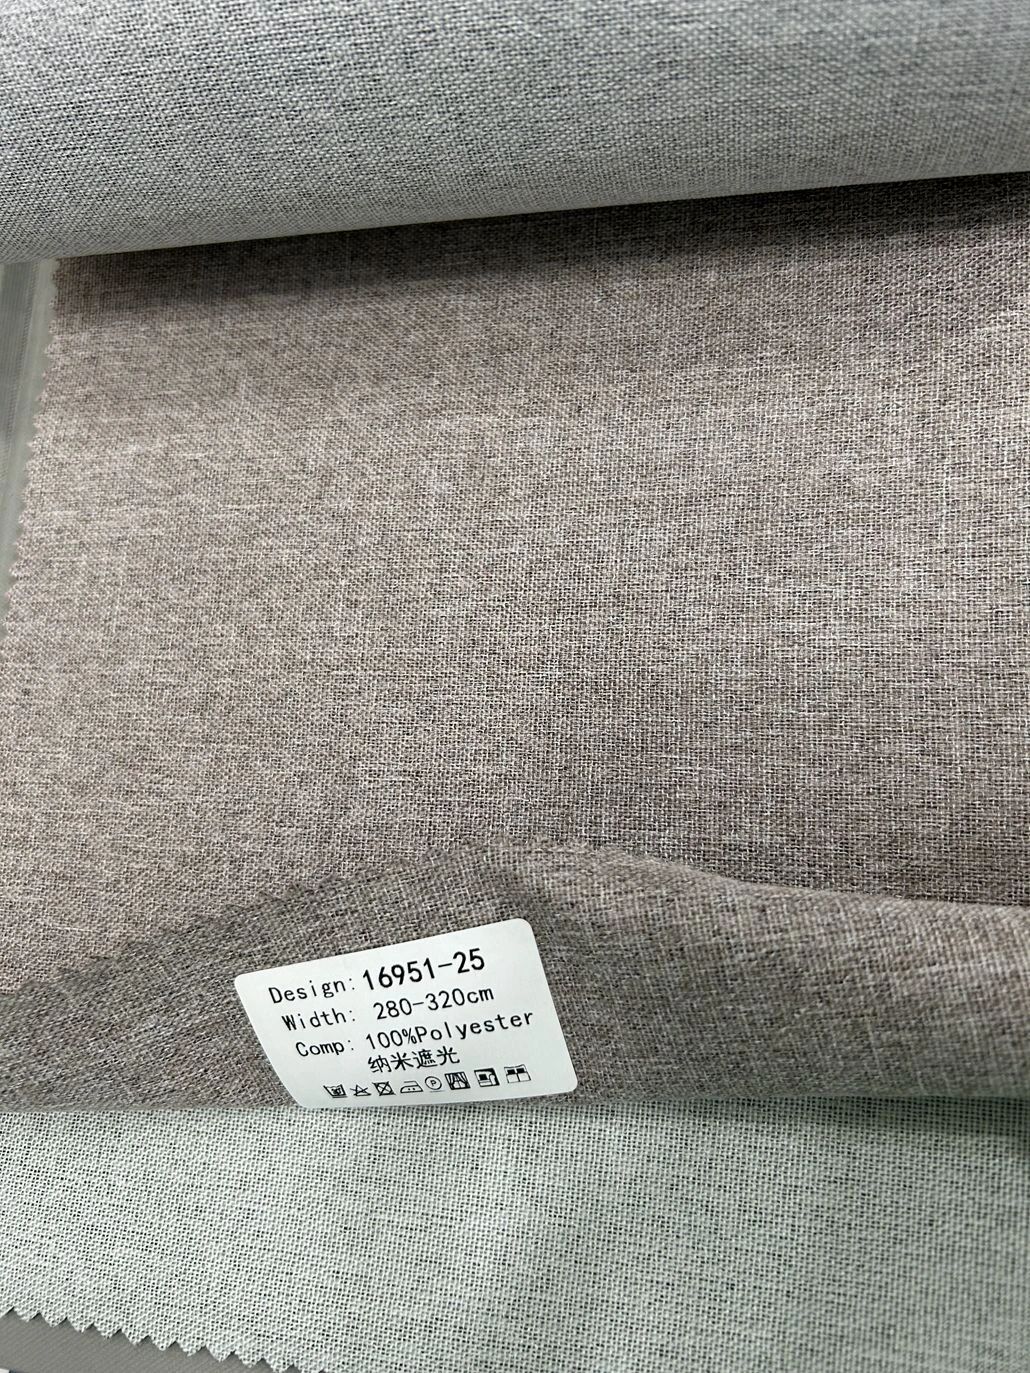 Design: 16951-25
Width: 280-320cm
Comp: 100%Polyester
纳米遮光